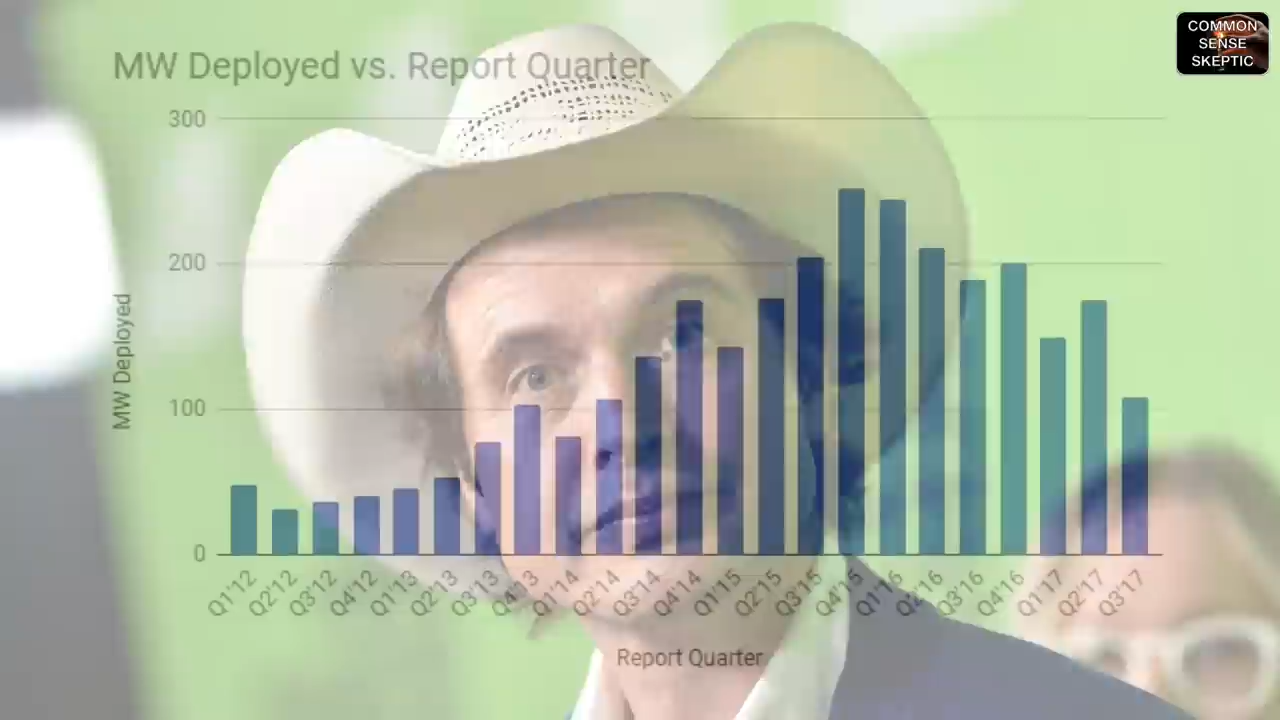 COMMON
SENSE
SKEPTIC
MW Deployed vs. Report Quarter
300
200
100
0
MW Deployed
Q1'12
Q2'12
Q3'12
Q4'12
Q1'13
Q2'13
Q3'13
Q4'13
Q1'14
Q2'14
Q3'14
Q4'14
Q1'15
Q2'15
Q3'15
Q4'15
Q1'16
Q2'16
Q3'16
Q4'16
Q1'17
Q2'17
Q3'17
Report Quarter